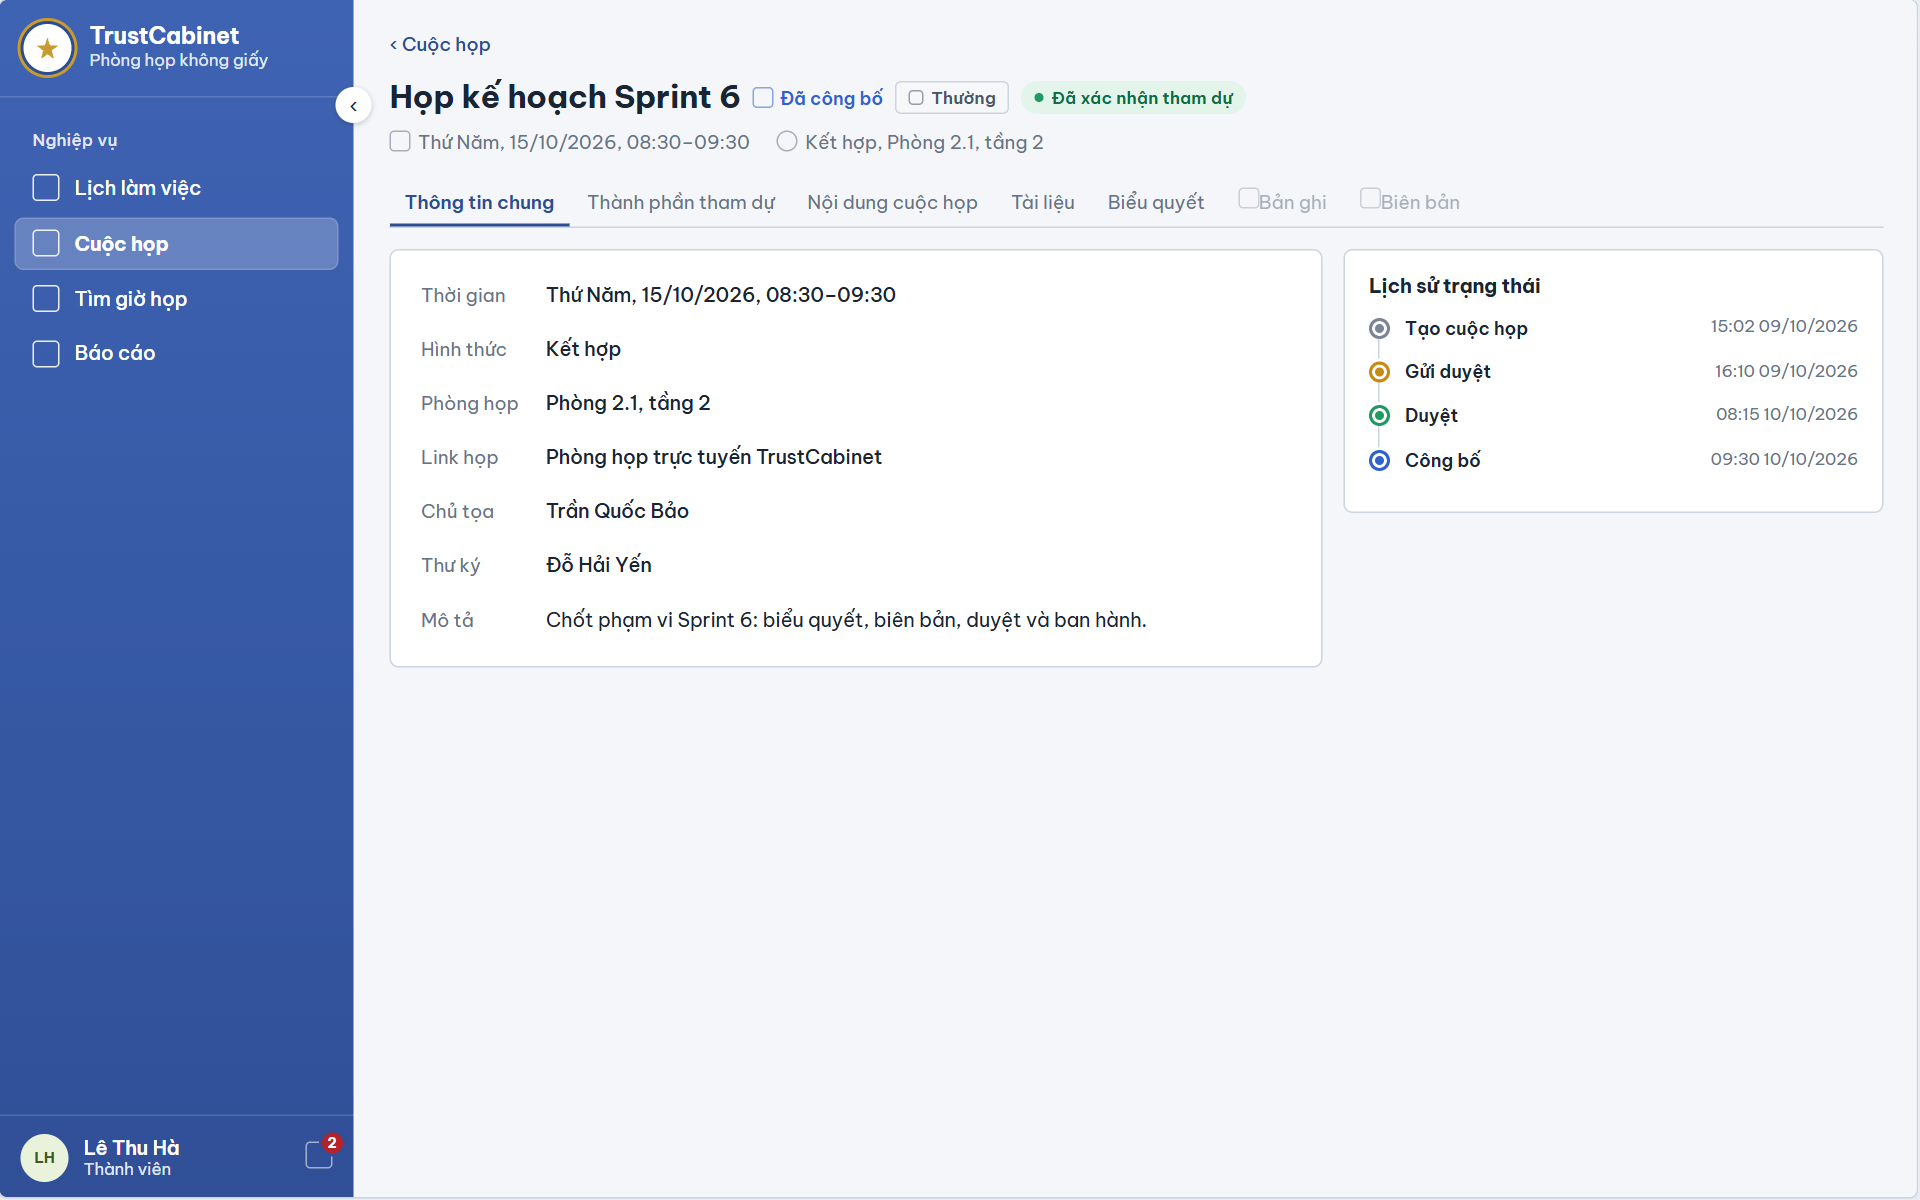 TrustCabinet
Phòng họp không giấy
Nghiệp vụ
Lịch làm việc
Cuộc họp
Tìm giờ họp
Báo cáo
LH
Lê Thu Hà
Thành viên
2
‹
‹ Cuộc họp
Họp kế hoạch Sprint 6 Đã công bố Thường Đã xác nhận tham dự
Thứ Năm, 15/10/2026, 08:30–09:30 Kết hợp, Phòng 2.1, tầng 2
Thông tin chung Thành phần tham dự Nội dung cuộc họp Tài liệu Biểu quyết Bản ghi Biên bản
Thời gian Thứ Năm, 15/10/2026, 08:30–09:30
Hình thức Kết hợp
Phòng họp Phòng 2.1, tầng 2
Link họp Phòng họp trực tuyến TrustCabinet
Chủ tọa Trần Quốc Bảo
Thư ký Đỗ Hải Yến
Mô tả Chốt phạm vi Sprint 6: biểu quyết, biên bản, duyệt và ban hành.
Lịch sử trạng thái
Tạo cuộc họp 15:02 09/10/2026
Gửi duyệt 16:10 09/10/2026
Duyệt 08:15 10/10/2026
Công bố 09:30 10/10/2026